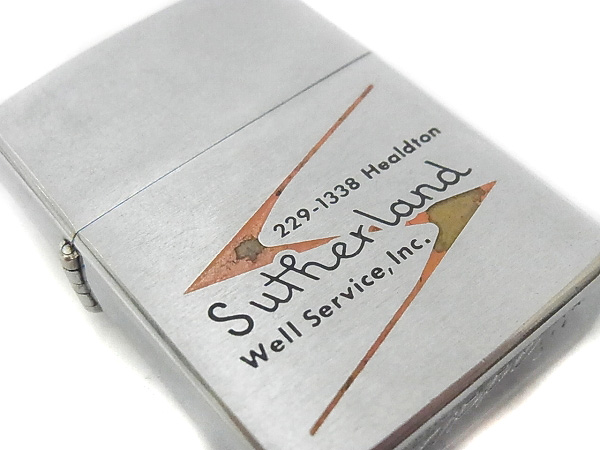 229-1338 Healdton
Sutherland
Well Service, Inc.